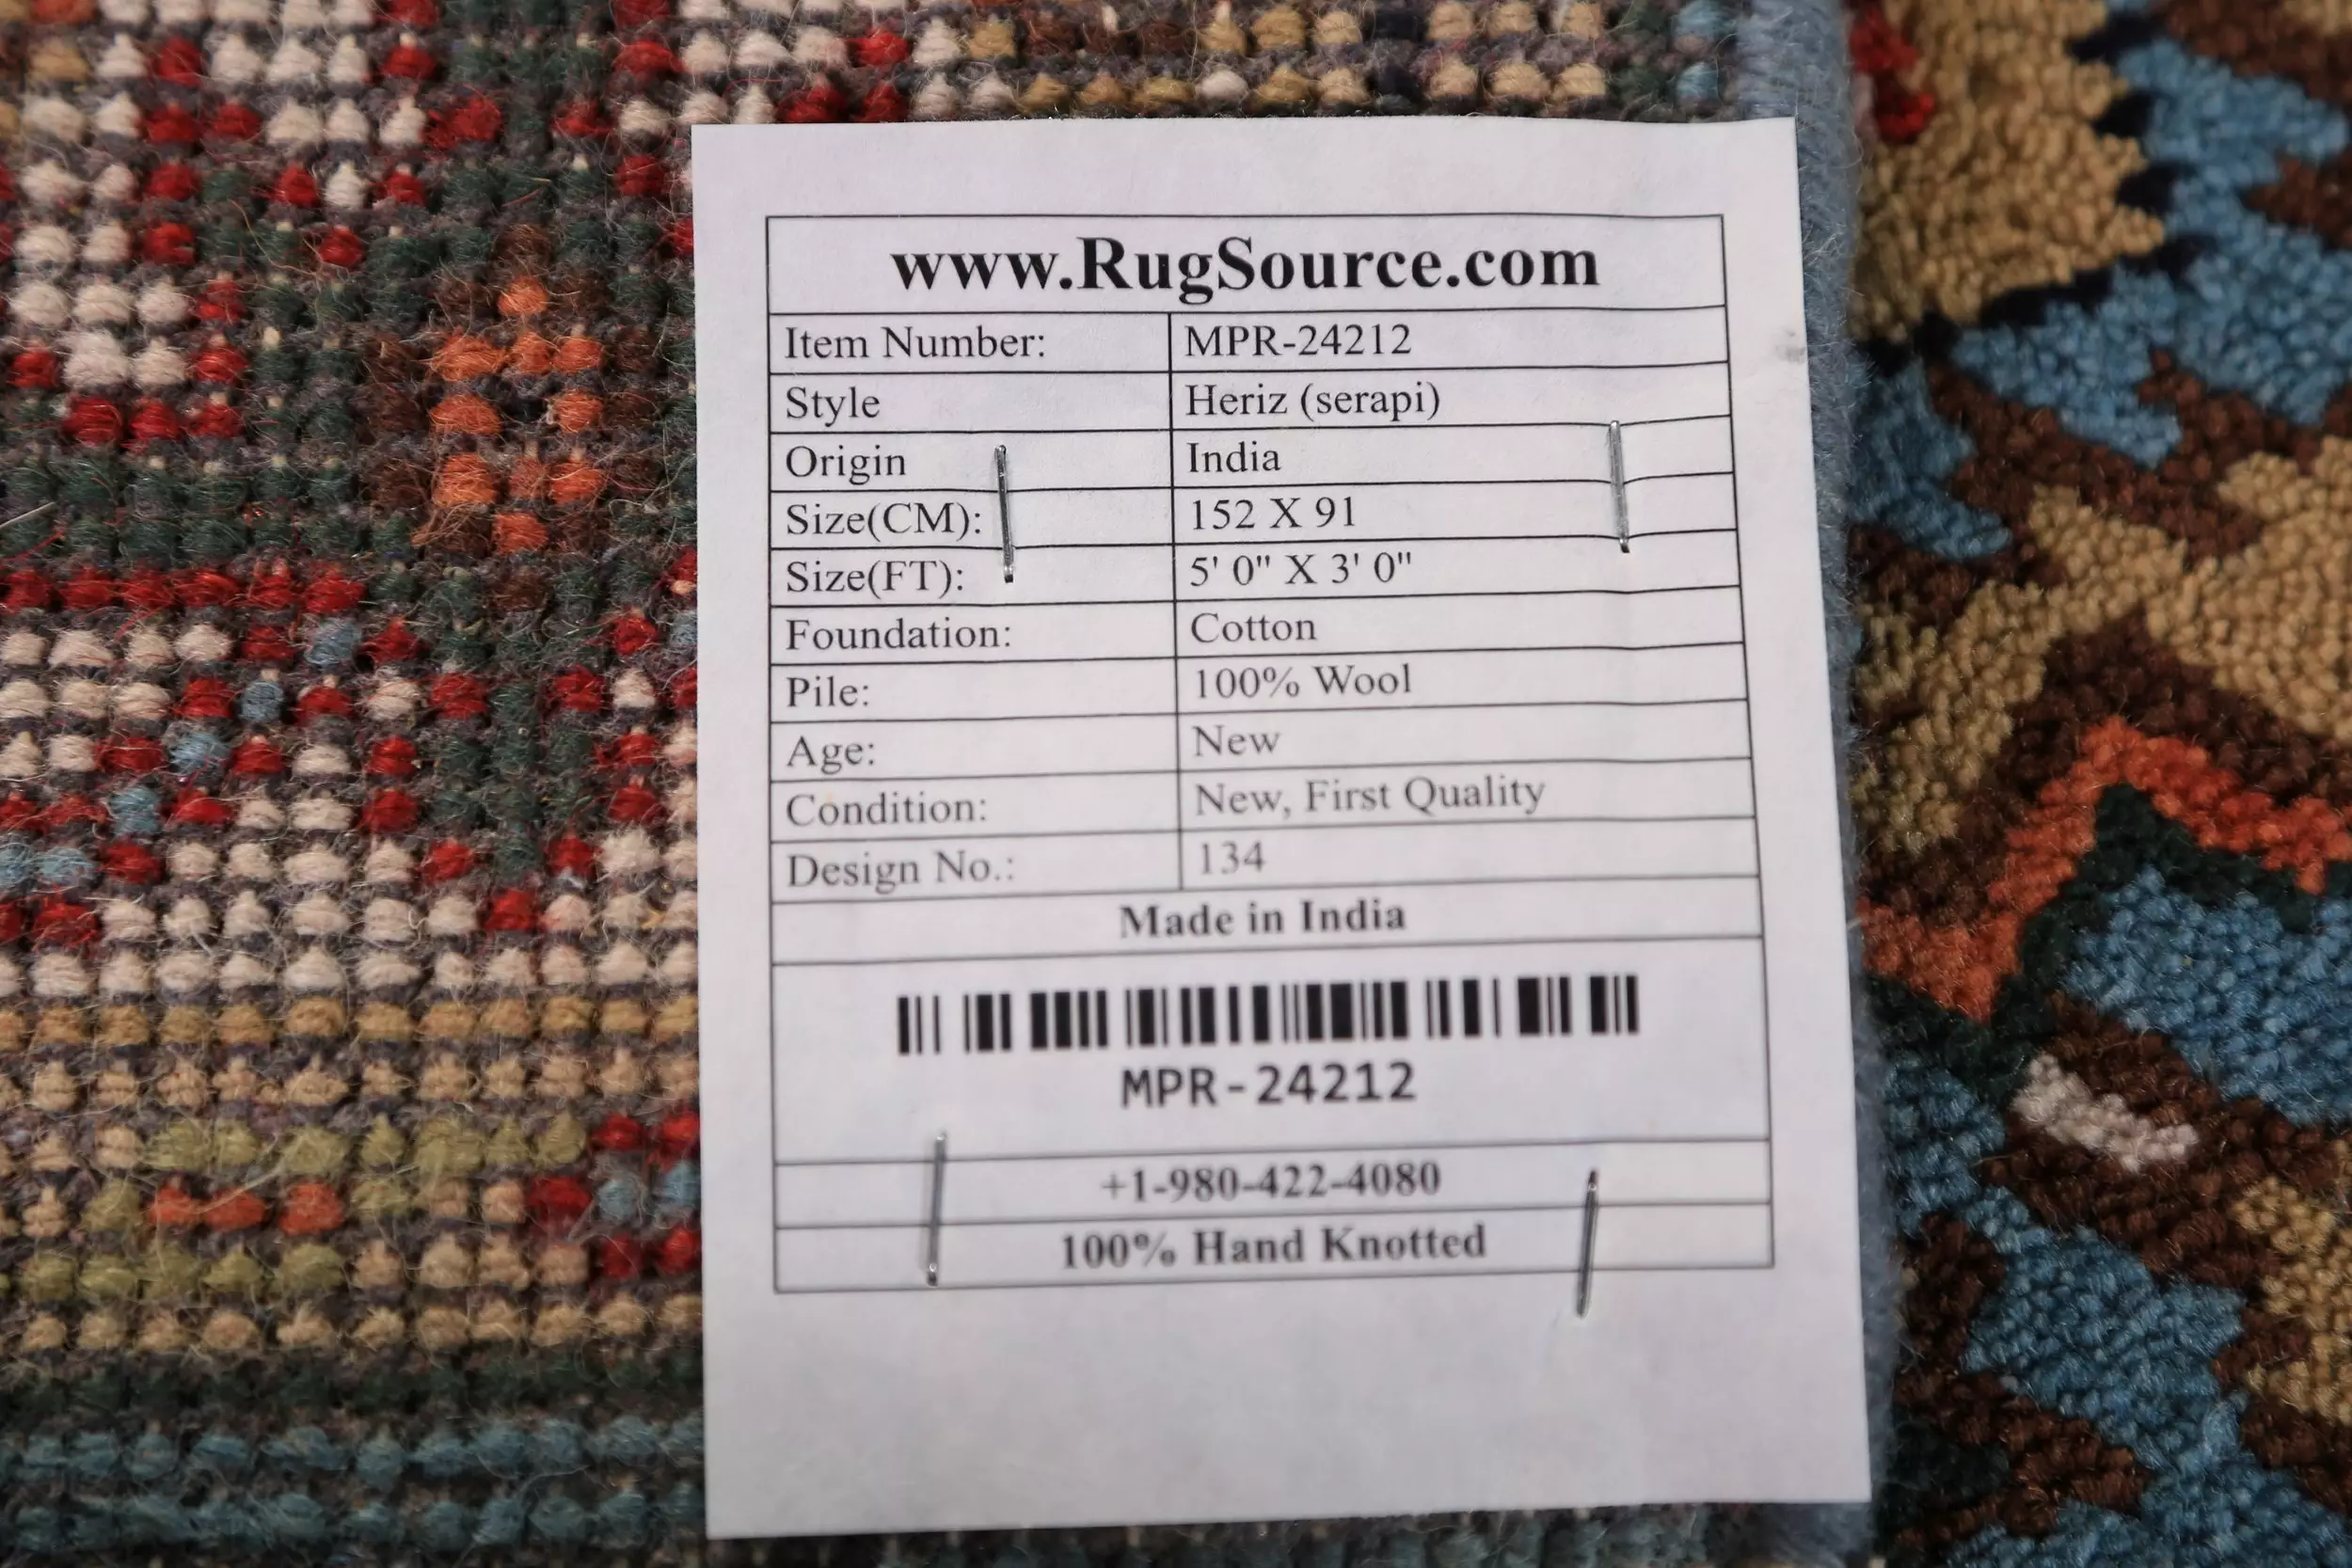 www.RugSource.com
Item Number: MPR-24212
Style Heriz (serapi)
Origin India
Size(CM): 152 X 91
Size(FT): 5' 0" X 3' 0"
Foundation: Cotton
Pile: 100% Wool
Age: New
Condition: New, First Quality
Design No.: 134
Made in India
MPR-24212
+1-980-422-4080
100% Hand Knotted